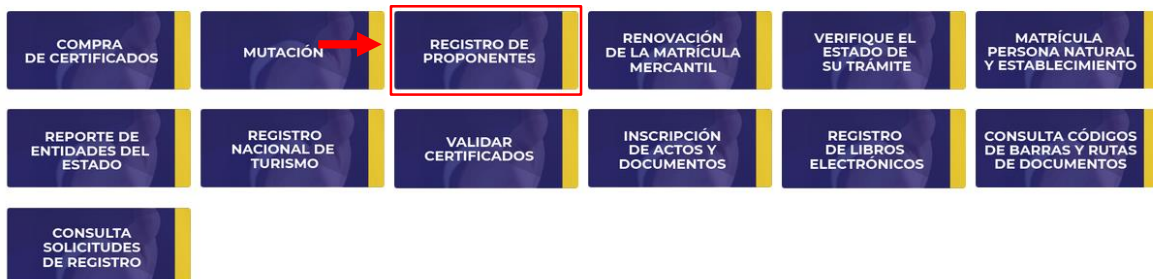 COMPRA
DE CERTIFICADOS
MUTACIÓN
REGISTRO DE
PROPONENTES
RENOVACIÓN
DE LA MATRÍCULA
MERCANTIL
VERIFIQUE EL
ESTADO DE
SU TRÁMITE
MATRÍCULA
PERSONA NATURAL
Y ESTABLECIMIENTO
REPORTE DE
ENTIDADES DEL
ESTADO
REGISTRO
NACIONAL DE
TURISMO
VALIDAR
CERTIFICADOS
INSCRIPCIÓN
DE ACTOS Y
DOCUMENTOS
REGISTRO
DE LIBROS
ELECTRÓNICOS
CONSULTA CÓDIGOS
DE BARRAS Y RUTAS
DE DOCUMENTOS
CONSULTA
SOLICITUDES
DE REGISTRO